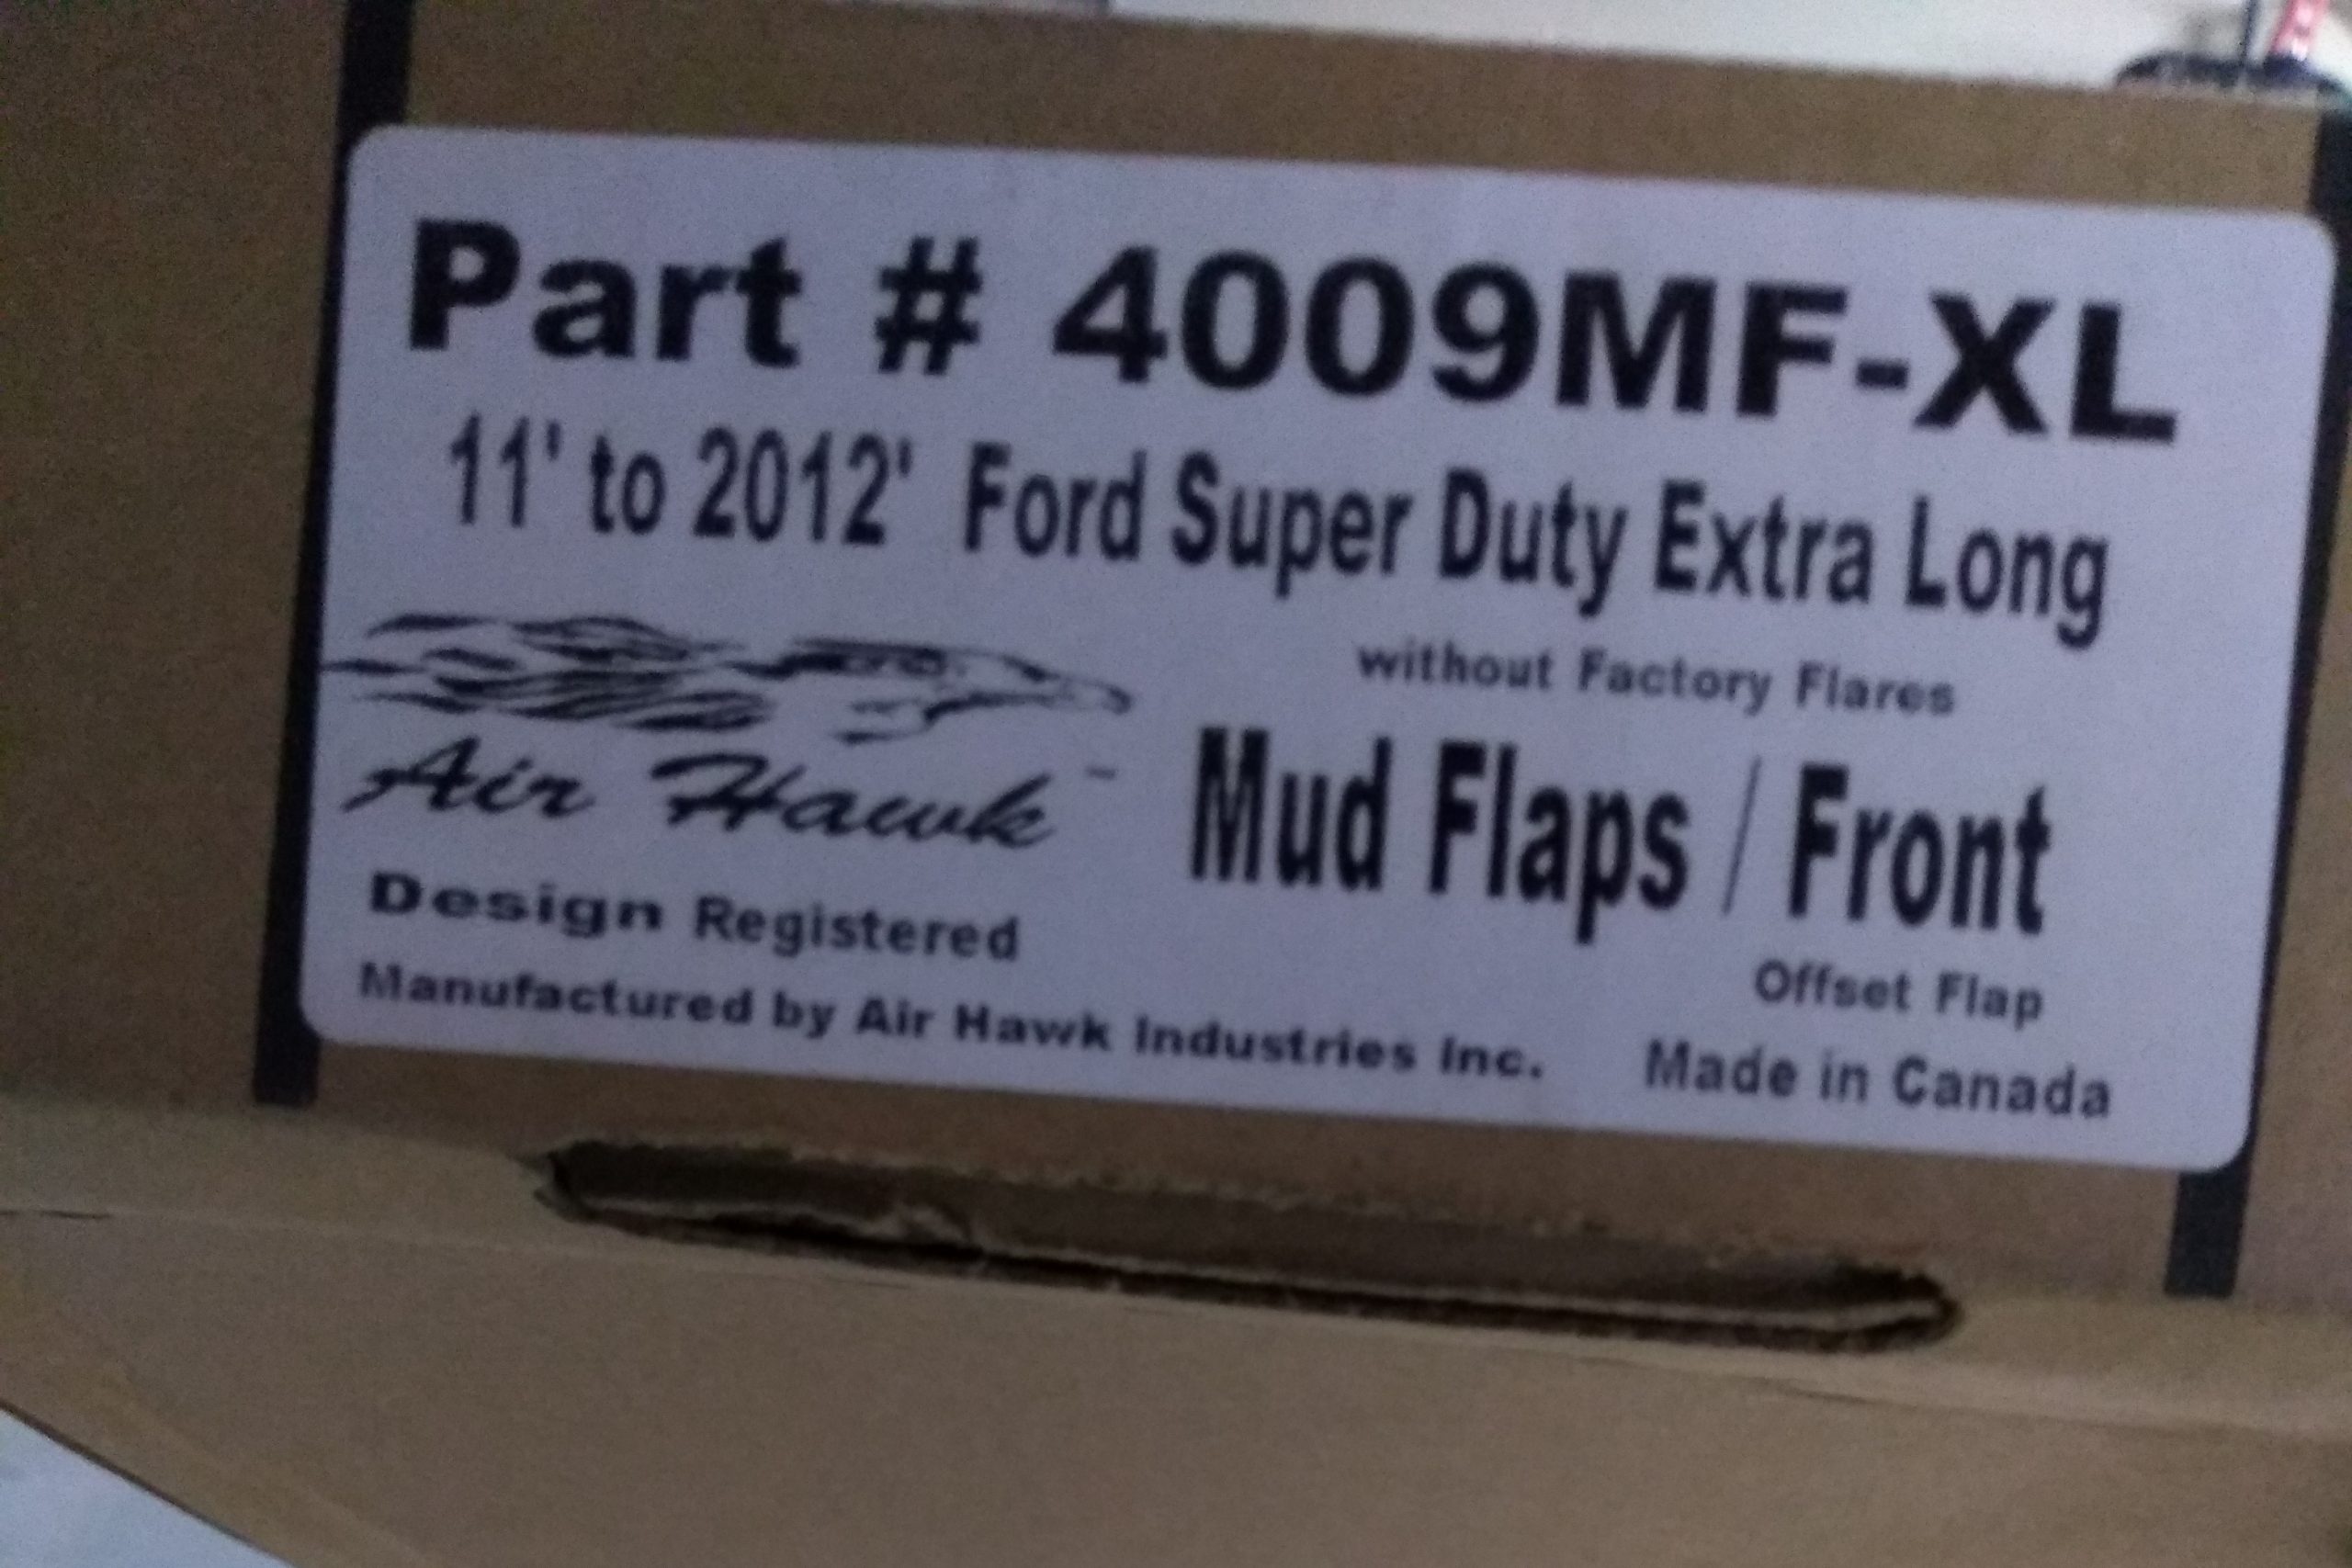 Part # 4009MF-XL
11' to 2012' Ford Super Duty Extra Long
without Factory Flares
Air Hawk™
Mud Flaps / Front
Design Registered
Offset Flap
Manufactured by Air Hawk Industries Inc.
Made in Canada